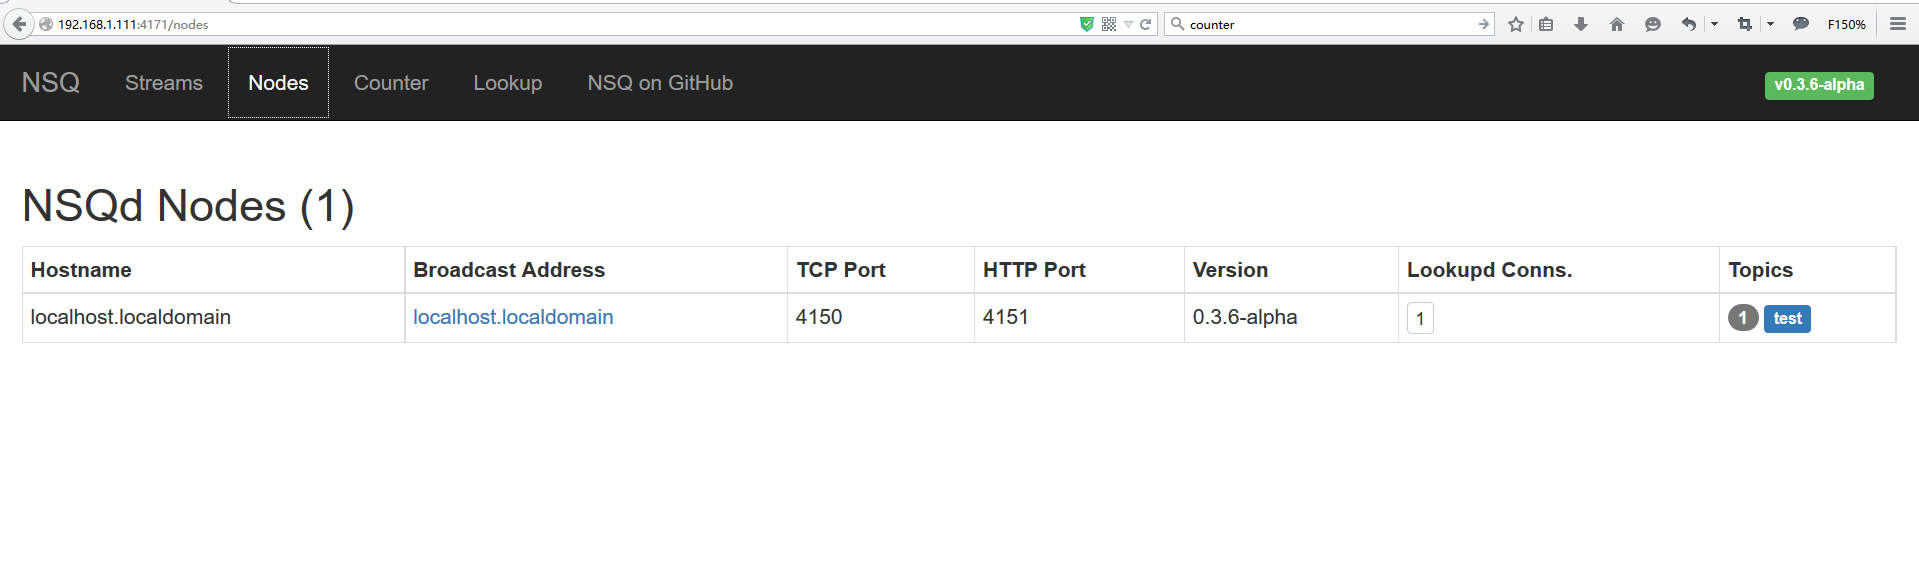 192.168.1.111:4171/nodes counter F150%
NSQ Streams Nodes Counter Lookup NSQ on GitHub v0.3.6-alpha
NSQd Nodes (1)
Hostname Broadcast Address TCP Port HTTP Port Version Lookupd Conns. Topics
localhost.localdomain localhost.localdomain 4150 4151 0.3.6-alpha 1 1 test